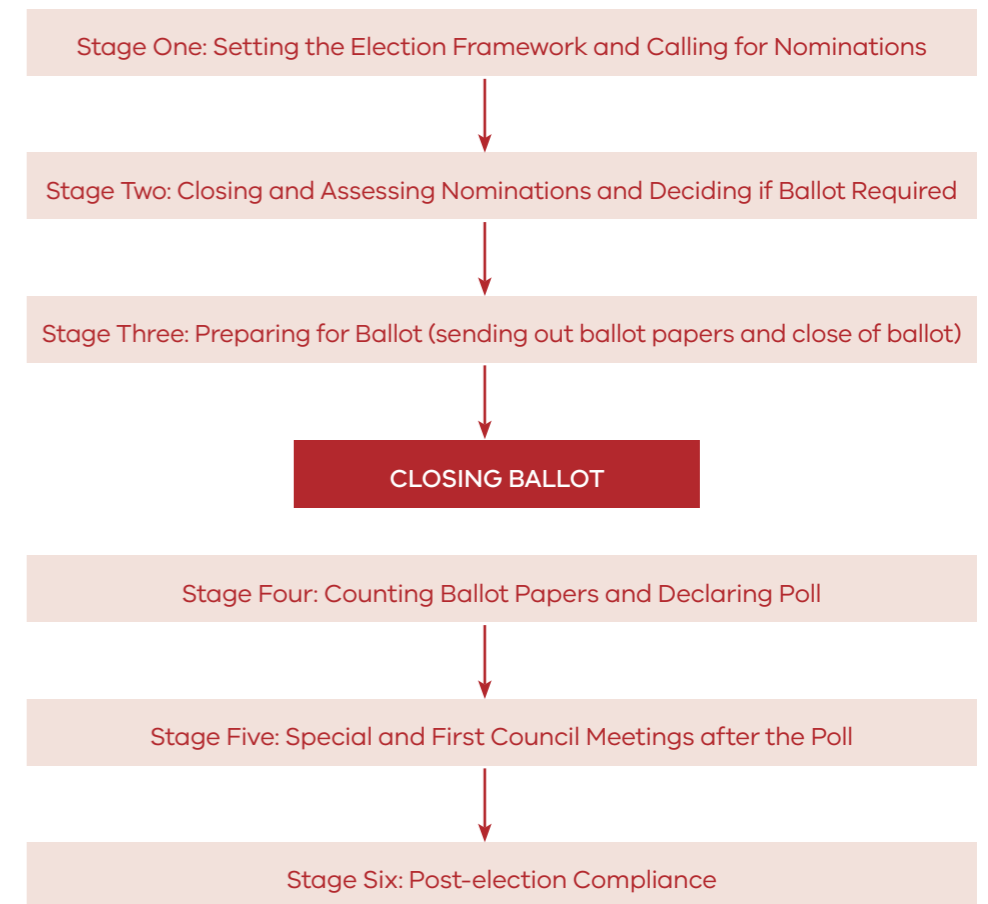 Stage One: Setting the Election Framework and Calling for Nominations
Stage Two: Closing and Assessing Nominations and Deciding if Ballot Required
Stage Three: Preparing for Ballot (sending out ballot papers and close of ballot)
CLOSING BALLOT
Stage Four: Counting Ballot Papers and Declaring Poll
Stage Five: Special and First Council Meetings after the Poll
Stage Six: Post-election Compliance